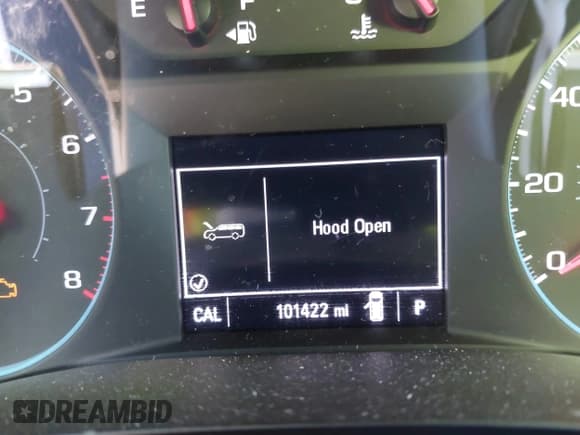 E F
5
6
7
8
40
20
0
Hood Open
CAL 101422 mi P
DREAMBID